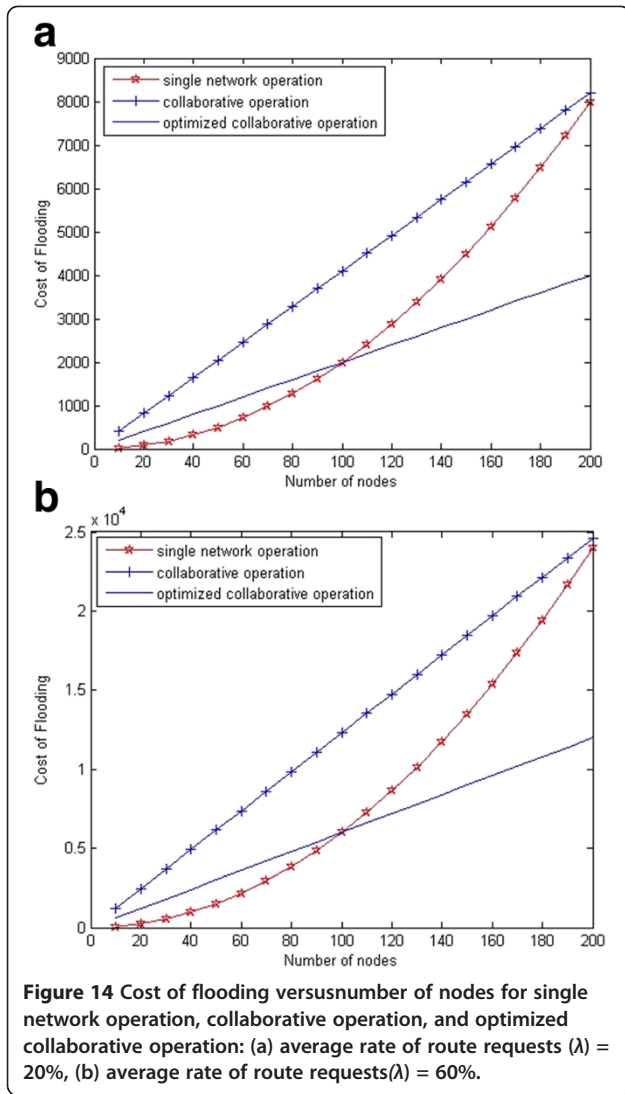 a
9000
8000
7000
6000
5000
4000
3000
2000
1000
0
Cost of Flooding
single network operation
collaborative operation
optimized collaborative operation
0 20 40 60 80 100 120 140 160 180 200
Number of nodes
b
x 10^4
2.5
2
1.5
1
0.5
0
Cost of Flooding
single network operation
collaborative operation
optimized collaborative operation
0 20 40 60 80 100 120 140 160 180 200
Number of nodes
Figure 14 Cost of flooding versusnumber of nodes for single
network operation, collaborative operation, and optimized
collaborative operation: (a) average rate of route requests (λ) =
20%, (b) average rate of route requests(λ) = 60%.